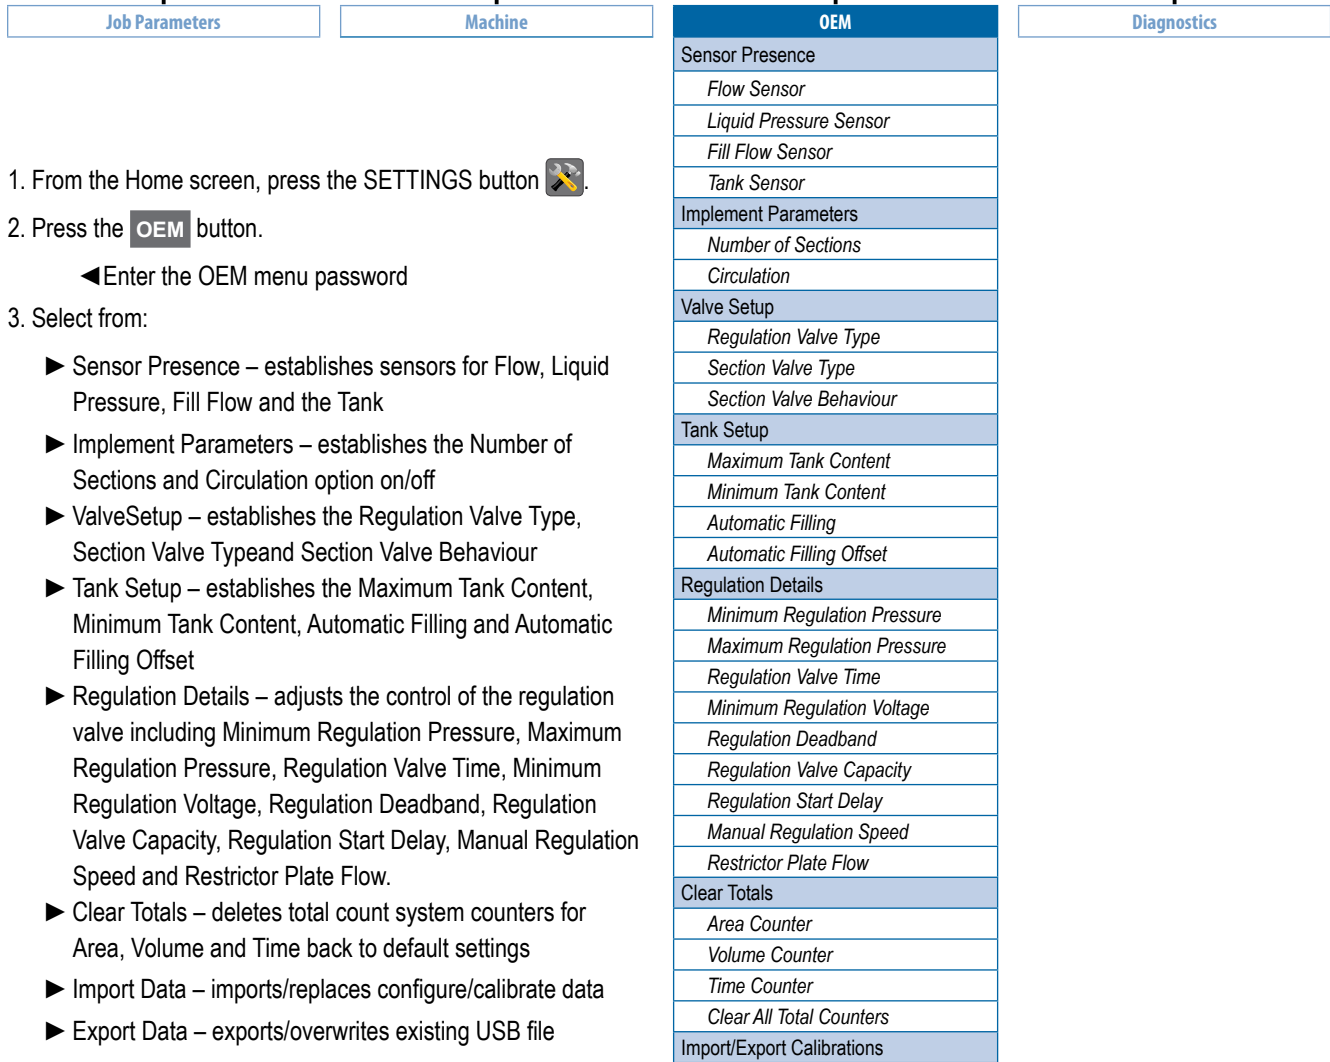 Job Parameters
Machine
OEM
Diagnostics
1. From the Home screen, press the SETTINGS button .
2. Press the OEM button.
◄Enter the OEM menu password
3. Select from:
► Sensor Presence – establishes sensors for Flow, Liquid
Pressure, Fill Flow and the Tank
► Implement Parameters – establishes the Number of
Sections and Circulation option on/off
► ValveSetup – establishes the Regulation Valve Type,
Section Valve Typeand Section Valve Behaviour
► Tank Setup – establishes the Maximum Tank Content,
Minimum Tank Content, Automatic Filling and Automatic
Filling Offset
► Regulation Details – adjusts the control of the regulation
valve including Minimum Regulation Pressure, Maximum
Regulation Pressure, Regulation Valve Time, Minimum
Regulation Voltage, Regulation Deadband, Regulation
Valve Capacity, Regulation Start Delay, Manual Regulation
Speed and Restrictor Plate Flow.
► Clear Totals – deletes total count system counters for
Area, Volume and Time back to default settings
► Import Data – imports/replaces configure/calibrate data
► Export Data – exports/overwrites existing USB file
Sensor Presence
Flow Sensor
Liquid Pressure Sensor
Fill Flow Sensor
Tank Sensor
Implement Parameters
Number of Sections
Circulation
Valve Setup
Regulation Valve Type
Section Valve Type
Section Valve Behaviour
Tank Setup
Maximum Tank Content
Minimum Tank Content
Automatic Filling
Automatic Filling Offset
Regulation Details
Minimum Regulation Pressure
Maximum Regulation Pressure
Regulation Valve Time
Minimum Regulation Voltage
Regulation Deadband
Regulation Valve Capacity
Regulation Start Delay
Manual Regulation Speed
Restrictor Plate Flow
Clear Totals
Area Counter
Volume Counter
Time Counter
Clear All Total Counters
Import/Export Calibrations